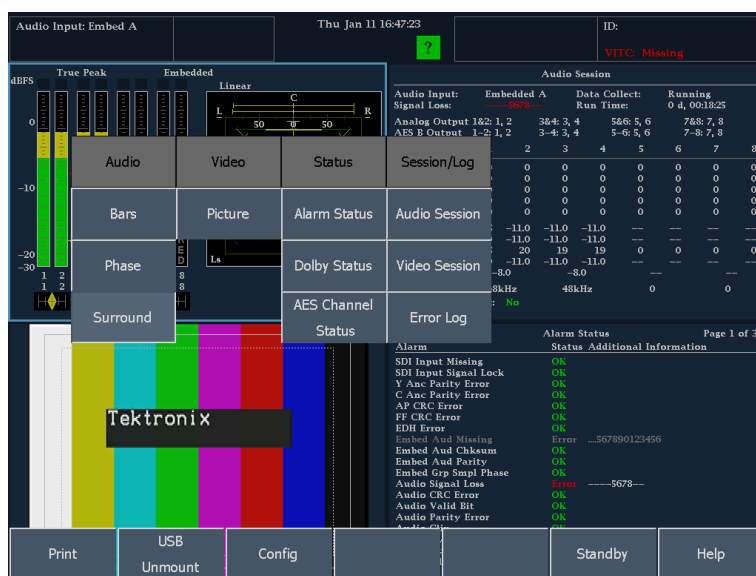 Audio Input: Embed A
Thu Jan 11 16:47:23
?
ID:
VITC: Missing
True Peak Embedded
dBFS
Linear
C
L R
50 0 50
0
-10
-20
-30
E
D
Ls
1 2 8
1 2 8
Audio Session
Audio Input: Embedded A Data Collect: Running
Signal Loss: ----5678-- Run Time: 0 d, 00:18:25
Analog Output 1&2: 1, 2 3&4: 3, 4 5&6: 5, 6 7&8: 7, 8
AES B Output 1-2: 1, 2 3-4: 3, 4 5-6: 5, 6 7-8: 7, 8
2 3 4 5 6 7 8
0 0 0 0 0 0 0
0 0 0 0 0 0 0
0 0 0 0 0 0 0
0 0 0 0 0 0 0
-11.0 -11.0 -11.0 -- -- -- --
-11.0 -11.0 -- -- -- --
20 19 19 0 0 0 0
-11.0 -11.0 -- -- -- --
-8.0 -8.0 -- --
8kHz 48kHz 0 0
: No
Audio Video Status Session/Log
Bars Picture Alarm Status Audio Session
Phase Dolby Status Video Session
Surround AES Channel Status Error Log
Tektronix
Alarm Status Page 1 of 3
Alarm Status Additional Information
SDI Input Missing OK
SDI Input Signal Lock OK
Y Anc Parity Error OK
C Anc Parity Error OK
AP CRC Error OK
FF CRC Error OK
EDH Error OK
Embed Aud Missing Error ....567890123456
Embed Aud Chksum OK
Embed Aud Parity OK
Embed Grp Smpl Phase OK
Audio Signal Loss Error ----5678--
Audio CRC Error OK
Audio Valid Bit OK
Audio Parity Error OK
Print
USB
Unmount
Config
Standby
Help